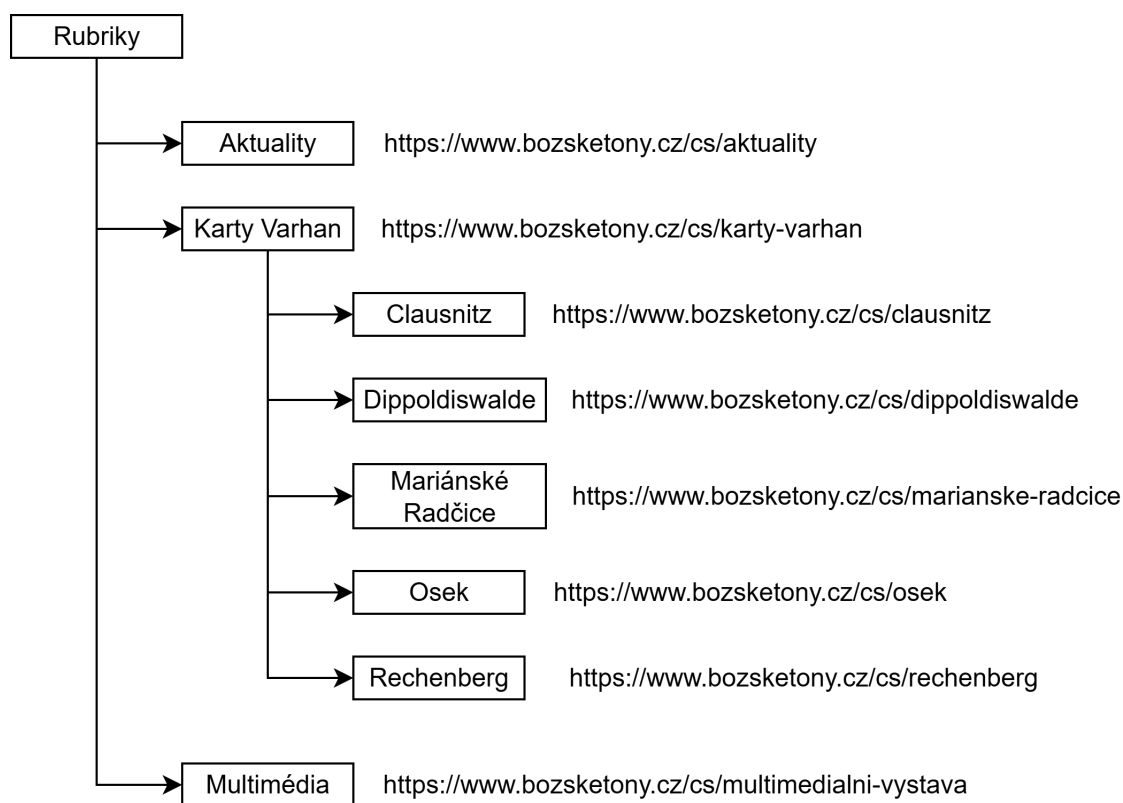 Rubriky
Aktuality https://www.bozsketony.cz/cs/aktuality
Karty Varhan https://www.bozsketony.cz/cs/karty-varhan
Clausnitz https://www.bozsketony.cz/cs/clausnitz
Dippoldiswalde https://www.bozsketony.cz/cs/dippoldiswalde
Mariánské
Radčice https://www.bozsketony.cz/cs/marianske-radcice
Osek https://www.bozsketony.cz/cs/osek
Rechenberg https://www.bozsketony.cz/cs/rechenberg
Multimédia https://www.bozsketony.cz/cs/multimedialni-vystava